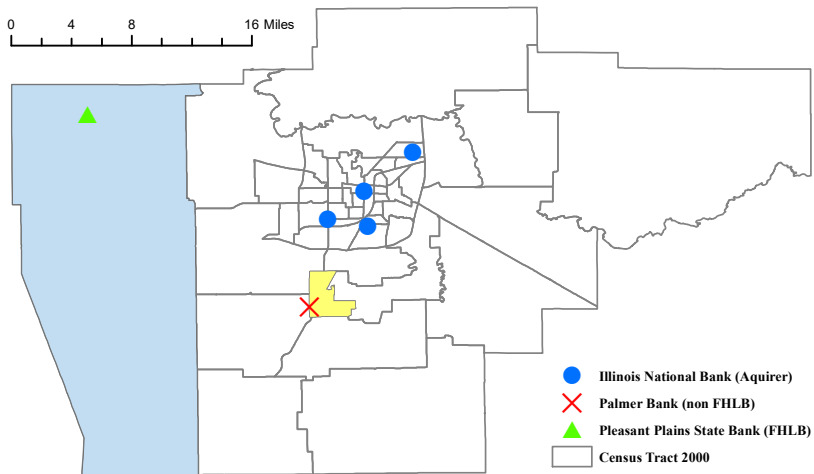 0 4 8 16 Miles
Illinois National Bank (Aquirer)
Palmer Bank (non FHLB)
Pleasant Plains State Bank (FHLB)
Census Tract 2000